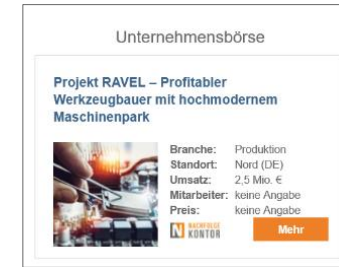 Unternehmensbörse
Projekt RAVEL – Profitabler
Werkzeugbauer mit hochmodernem
Maschinenpark
Branche: Produktion
Standort: Nord (DE)
Umsatz: 2,5 Mio. €
Mitarbeiter: keine Angabe
Preis: keine Angabe
NACHFOLGE
KONTOR
Mehr